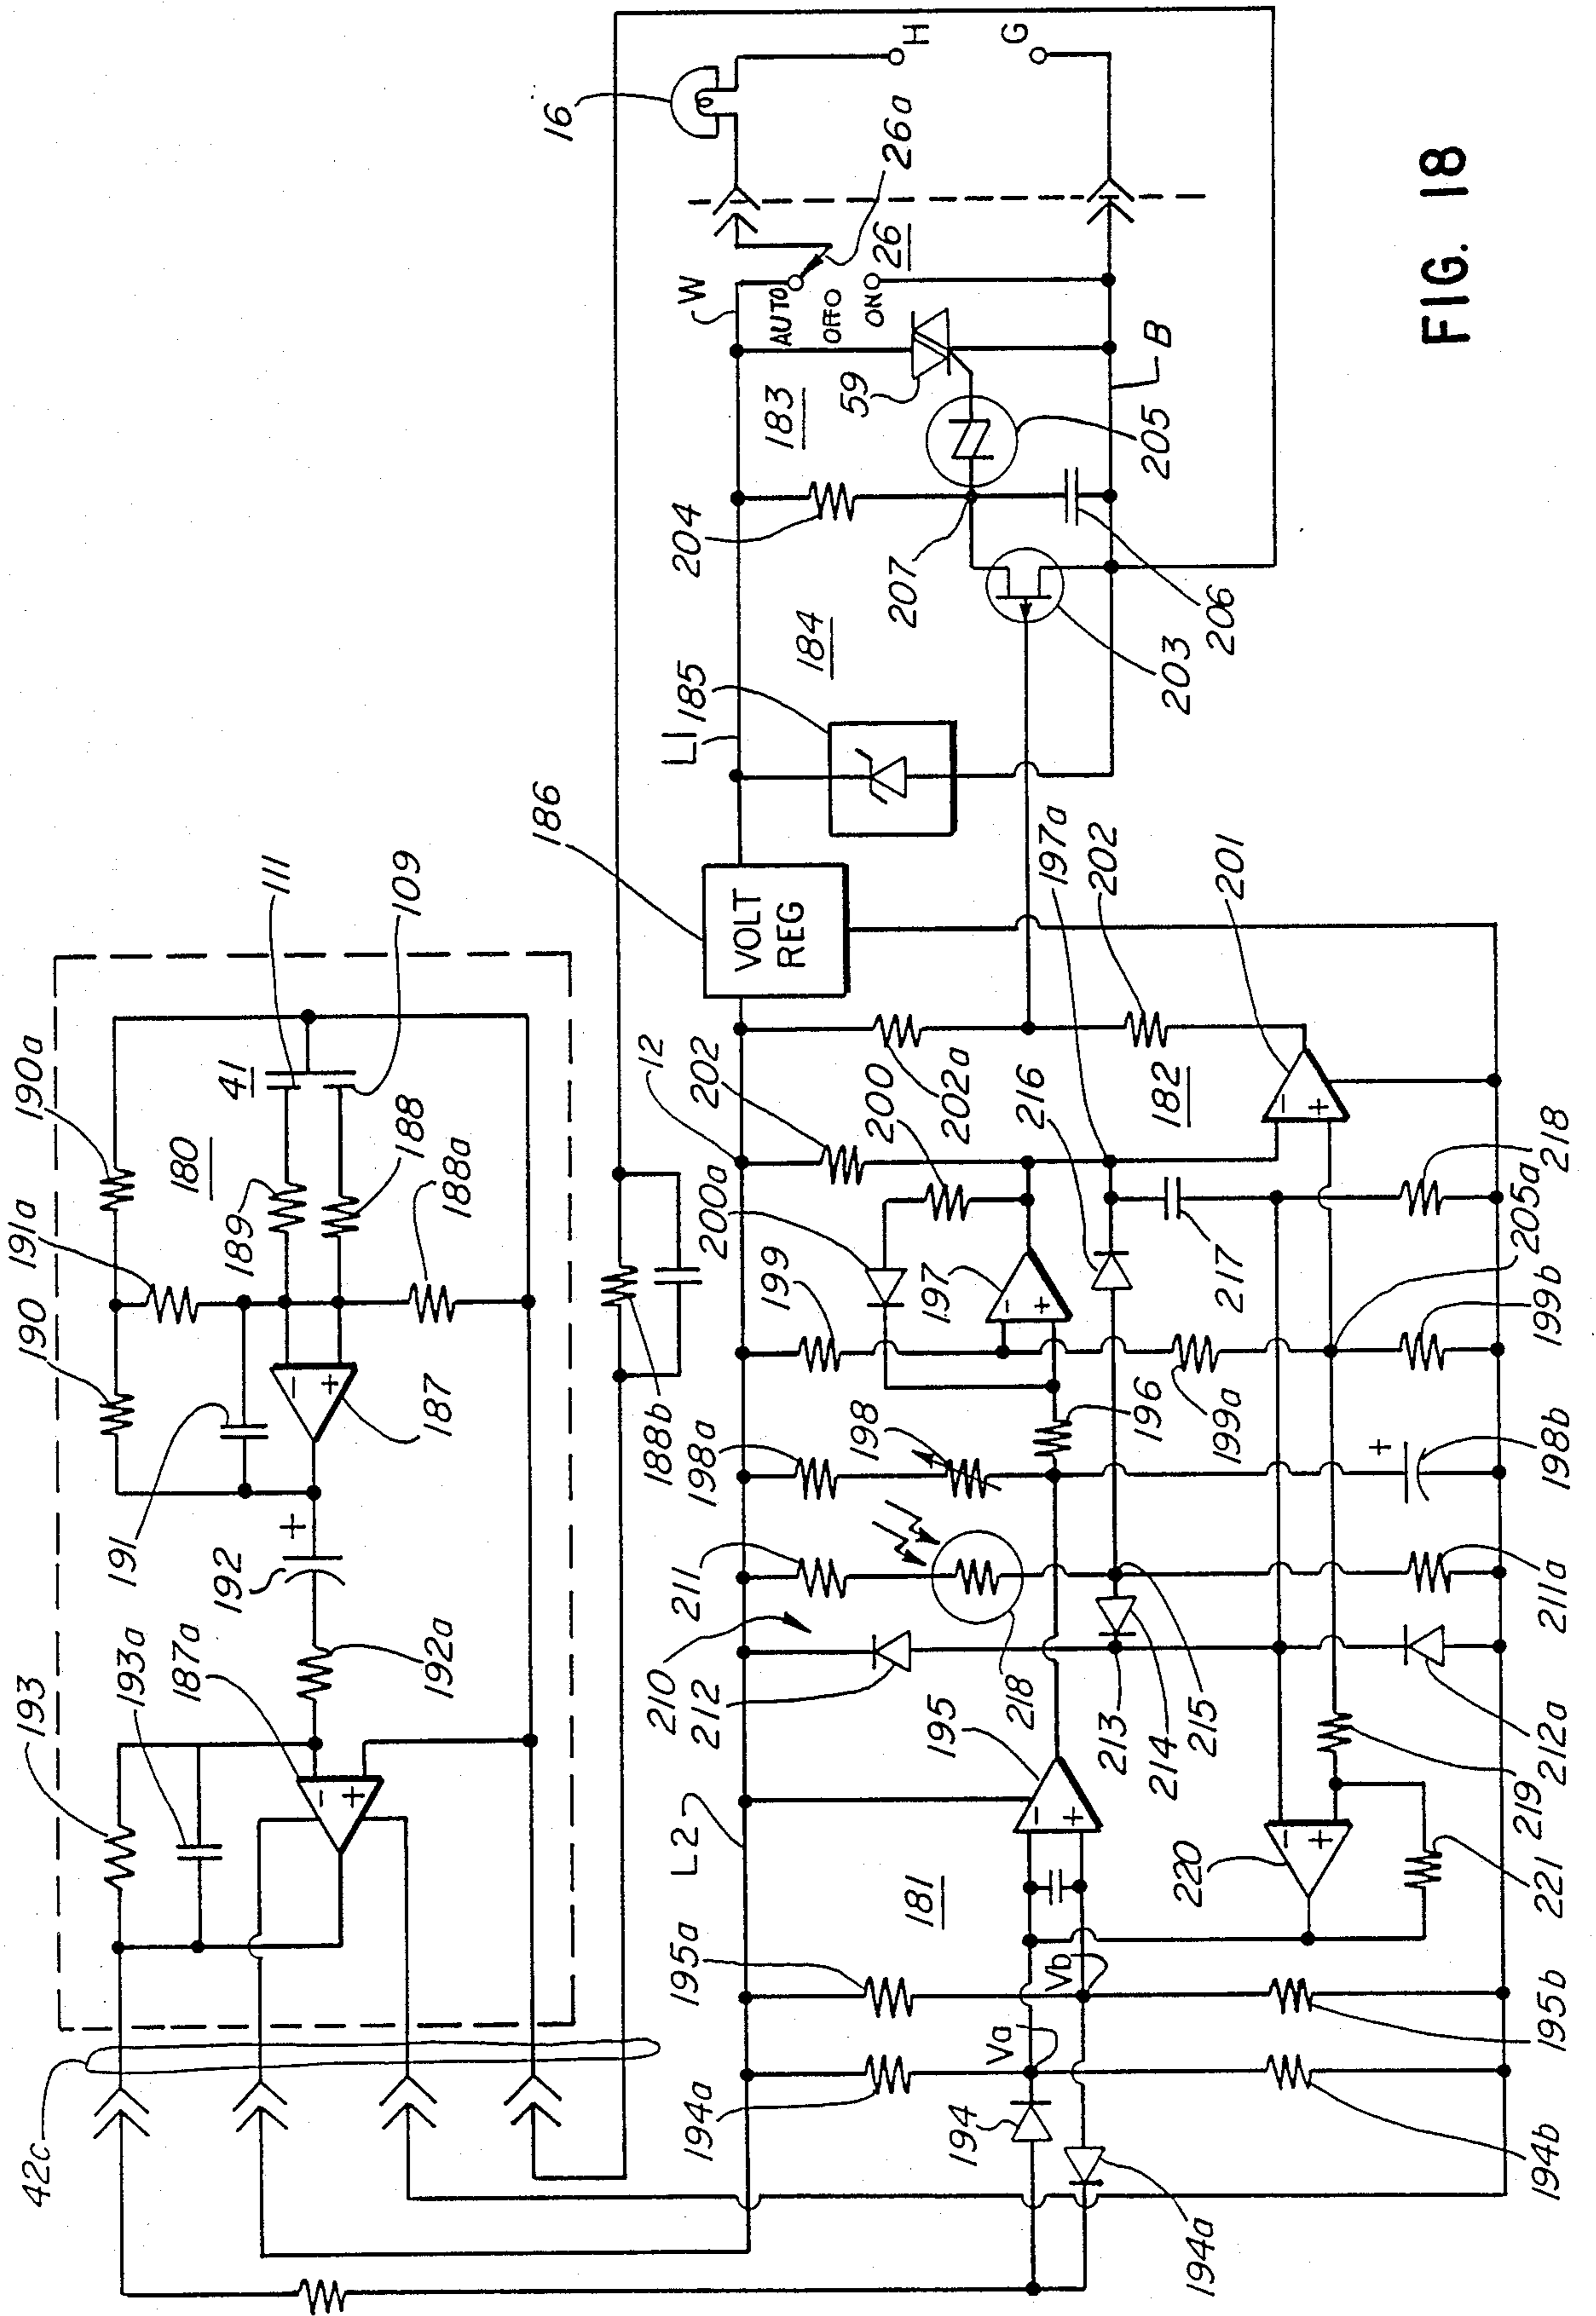 42c
193
193a
187a
192a
192
191
190
191a
190a
180
189
188
188a
187
41
111
109
+
-
+
-
+
16
H
G
26a
26
W
AUTO
OFF
ON
183
59
B
205
204
207
206
203
184
L1
185
186
VOLT
REG
188b
12
202
200a
200
202a
197a
202
201
182
216
199
197
217
218
205a
199b
198a
198
196
199a
198b
+
211
218
211a
210
212
213
214
215
212a
219
220
221
195
L2
181
195a
Vb
195b
194a
Va
194
194b
194a
-
+
-
+
-
+
-
+
FIG. 18